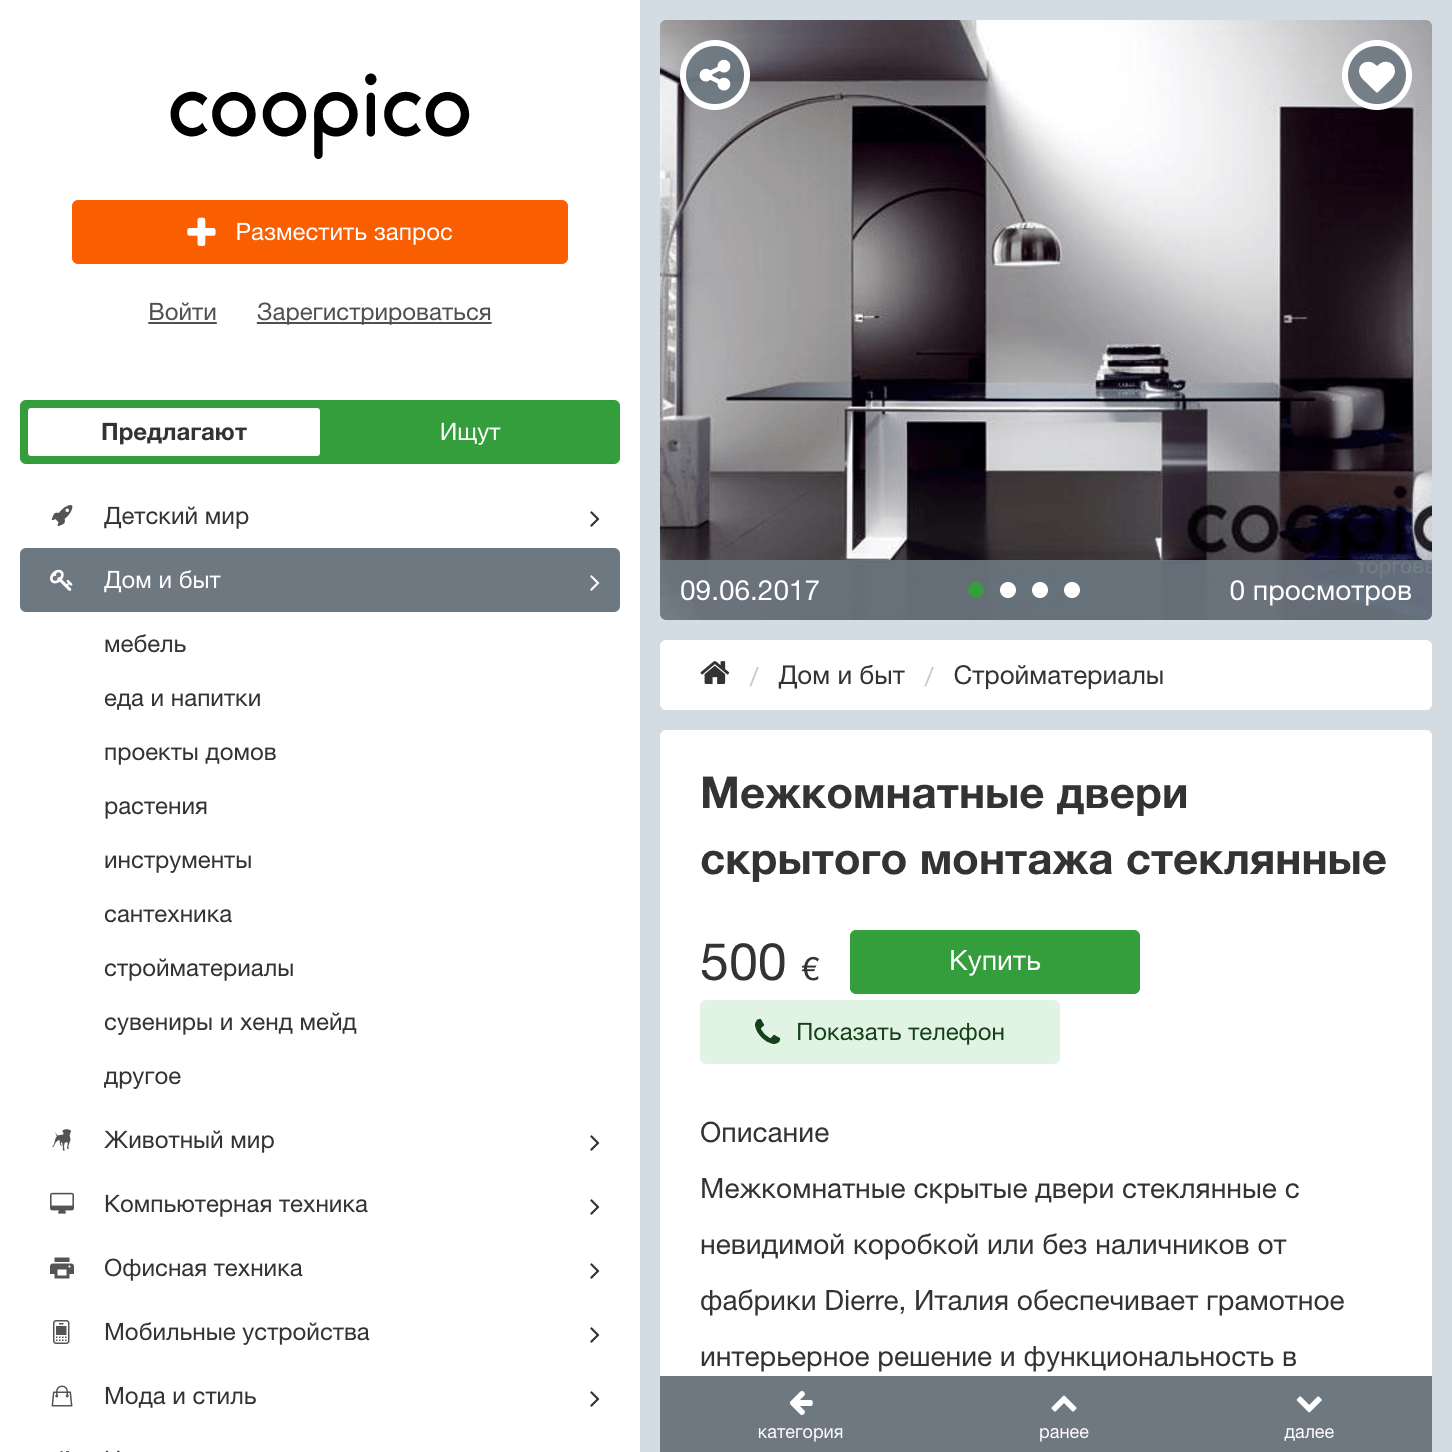 coopico
Разместить запрос
Войти Зарегистрироваться
Предлагают Ищут
Детский мир
Дом и быт
мебель
еда и напитки
проекты домов
растения
инструменты
сантехника
стройматериалы
сувениры и хенд мейд
другое
Животный мир
Компьютерная техника
Офисная техника
Мобильные устройства
Мода и стиль
09.06.2017 0 просмотров
/ Дом и быт / Стройматериалы
Межкомнатные двери
скрытого монтажа стеклянные
500 € Купить
Показать телефон
Описание
Межкомнатные скрытые двери стеклянные с
невидимой коробкой или без наличников от
фабрики Dierre, Италия обеспечивает грамотное
интерьерное решение и функциональность в
категория ранее далее